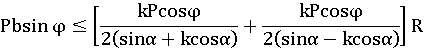 Pbsin φ ≤ [ kPcosφ / 2(sinα + kcosα) + kPcosφ / 2(sinα − kcosα) ] R